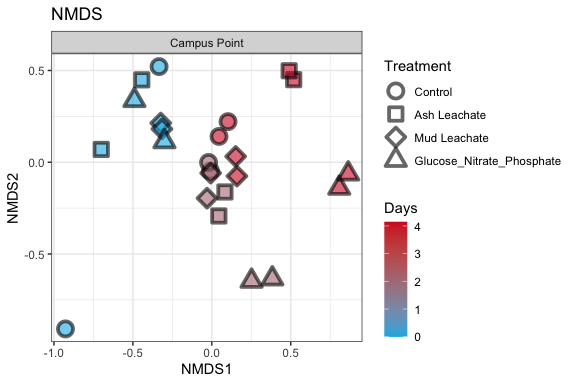 NMDS
Campus Point
0.5
0.0
-0.5
NMDS2
-1.0 -0.5 0.0 0.5
NMDS1
Treatment
Control
Ash Leachate
Mud Leachate
Glucose_Nitrate_Phosphate
Days
4
3
2
1
0